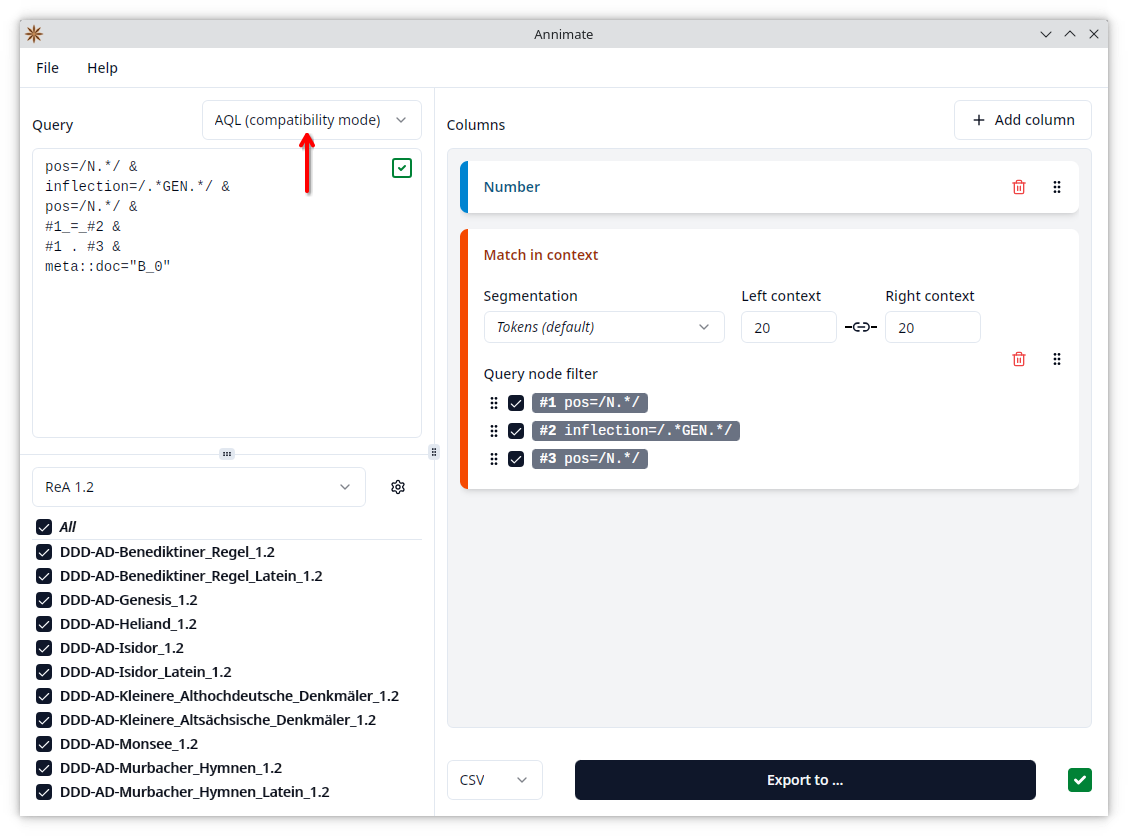 Annimate
File Help
Query
AQL (compatibility mode)
pos=/N.*/ &
inflection=/.*GEN.*/ &
pos=/N.*/ &
#1_=_#2 &
#1 . #3 &
meta::doc="B_0"
ReA 1.2
All
DDD-AD-Benediktiner_Regel_1.2
DDD-AD-Benediktiner_Regel_Latein_1.2
DDD-AD-Genesis_1.2
DDD-AD-Heliand_1.2
DDD-AD-Isidor_1.2
DDD-AD-Isidor_Latein_1.2
DDD-AD-Kleinere_Althochdeutsche_Denkmäler_1.2
DDD-AD-Kleinere_Altsächsische_Denkmäler_1.2
DDD-AD-Monsee_1.2
DDD-AD-Murbacher_Hymnen_1.2
DDD-AD-Murbacher_Hymnen_Latein_1.2
Columns
Add column
Number
Match in context
Segmentation Left context Right context
Tokens (default) 20 20
Query node filter
#1 pos=/N.*/
#2 inflection=/.*GEN.*/
#3 pos=/N.*/
CSV
Export to ...